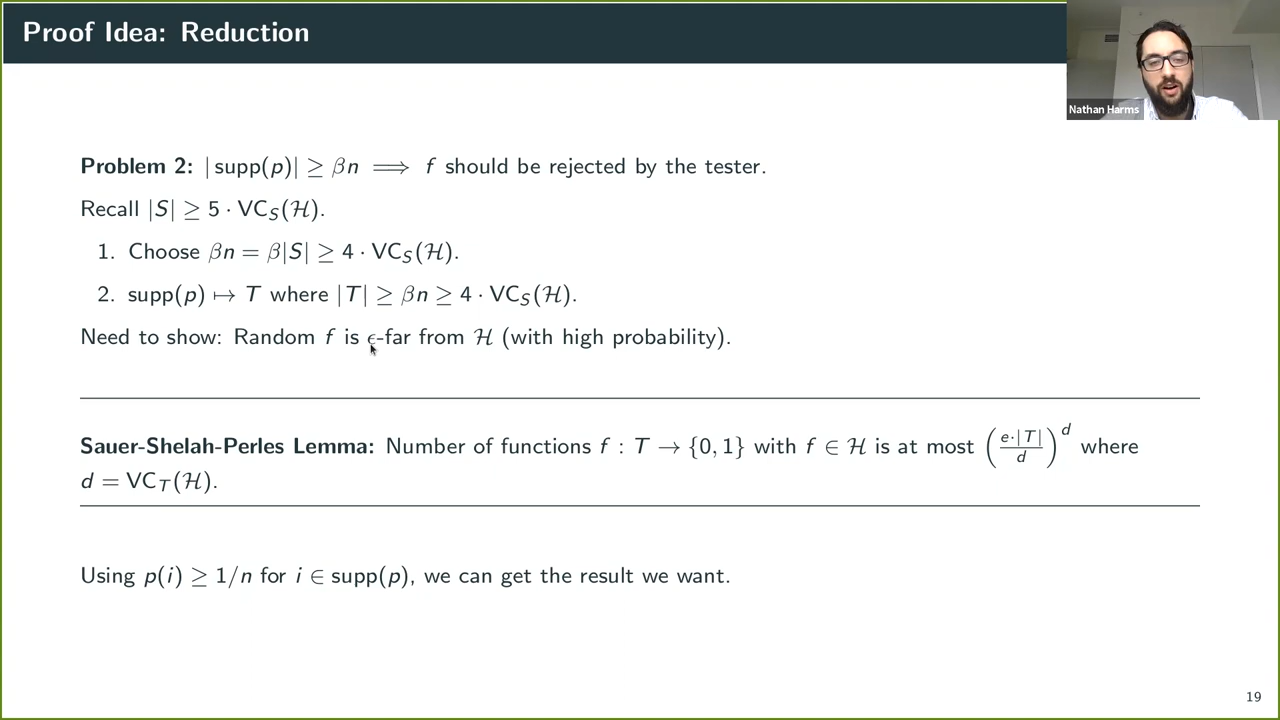 Proof Idea: Reduction
Nathan Harms
Problem 2: | supp(p)| ≥ βn ⟹ f should be rejected by the tester.
Recall |S| ≥ 5 · VC_S(ℋ).
1. Choose βn = β|S| ≥ 4 · VC_S(ℋ).
2. supp(p) ↦ T where |T| ≥ βn ≥ 4 · VC_S(ℋ).
Need to show: Random f is ϵ-far from ℋ (with high probability).
Sauer-Shelah-Perles Lemma: Number of functions f : T → {0, 1} with f ∈ ℋ is at most (e·|T|/d)^d where
d = VC_T(ℋ).
Using p(i) ≥ 1/n for i ∈ supp(p), we can get the result we want.
19